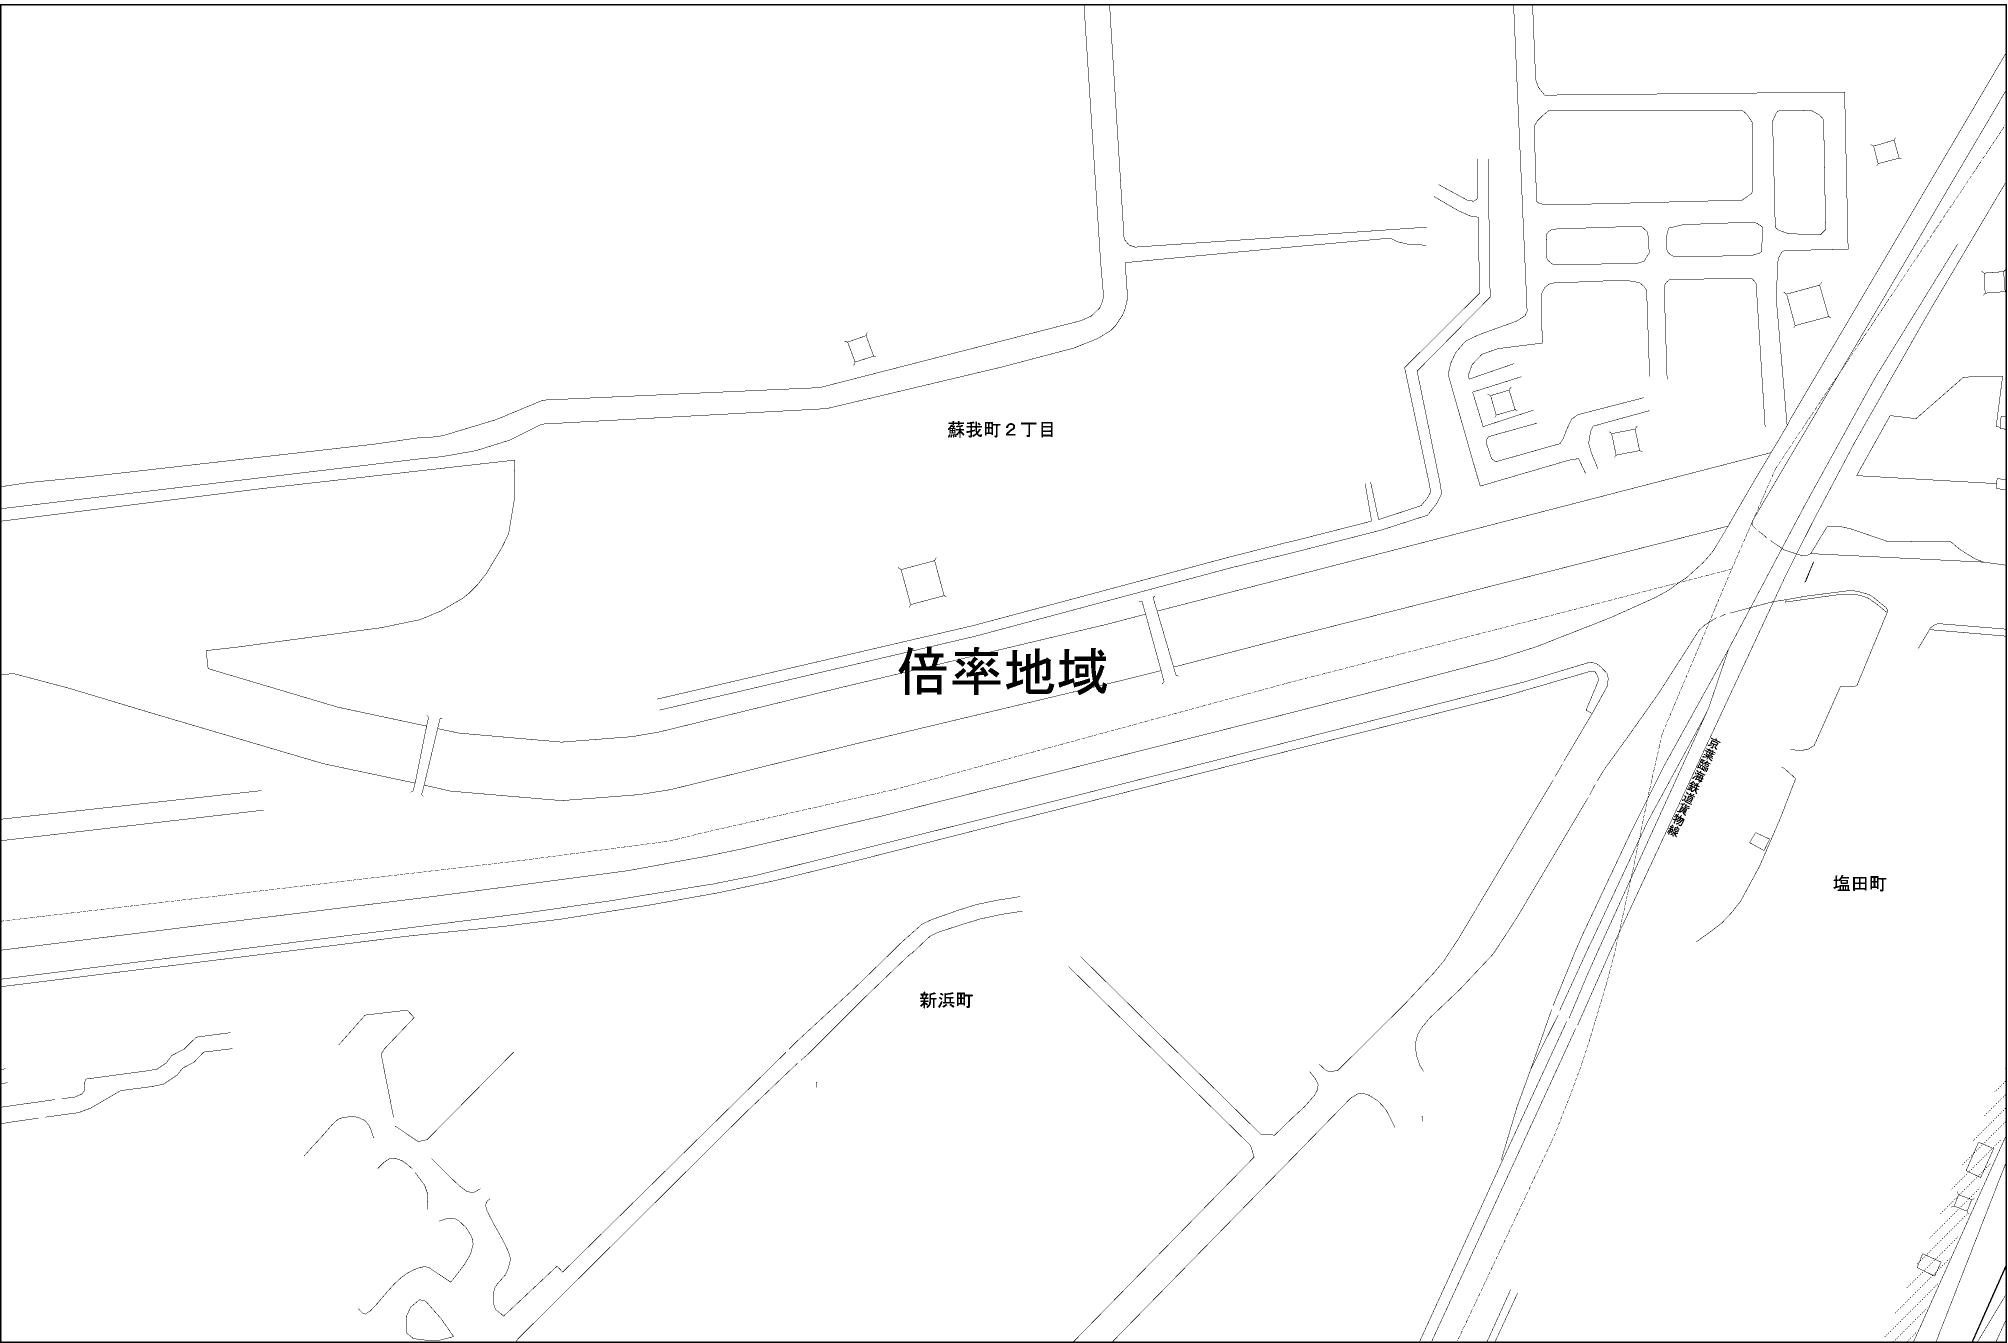 蘇我町２丁目
倍率地域
京葉臨海鉄道貨物線
塩田町
新浜町